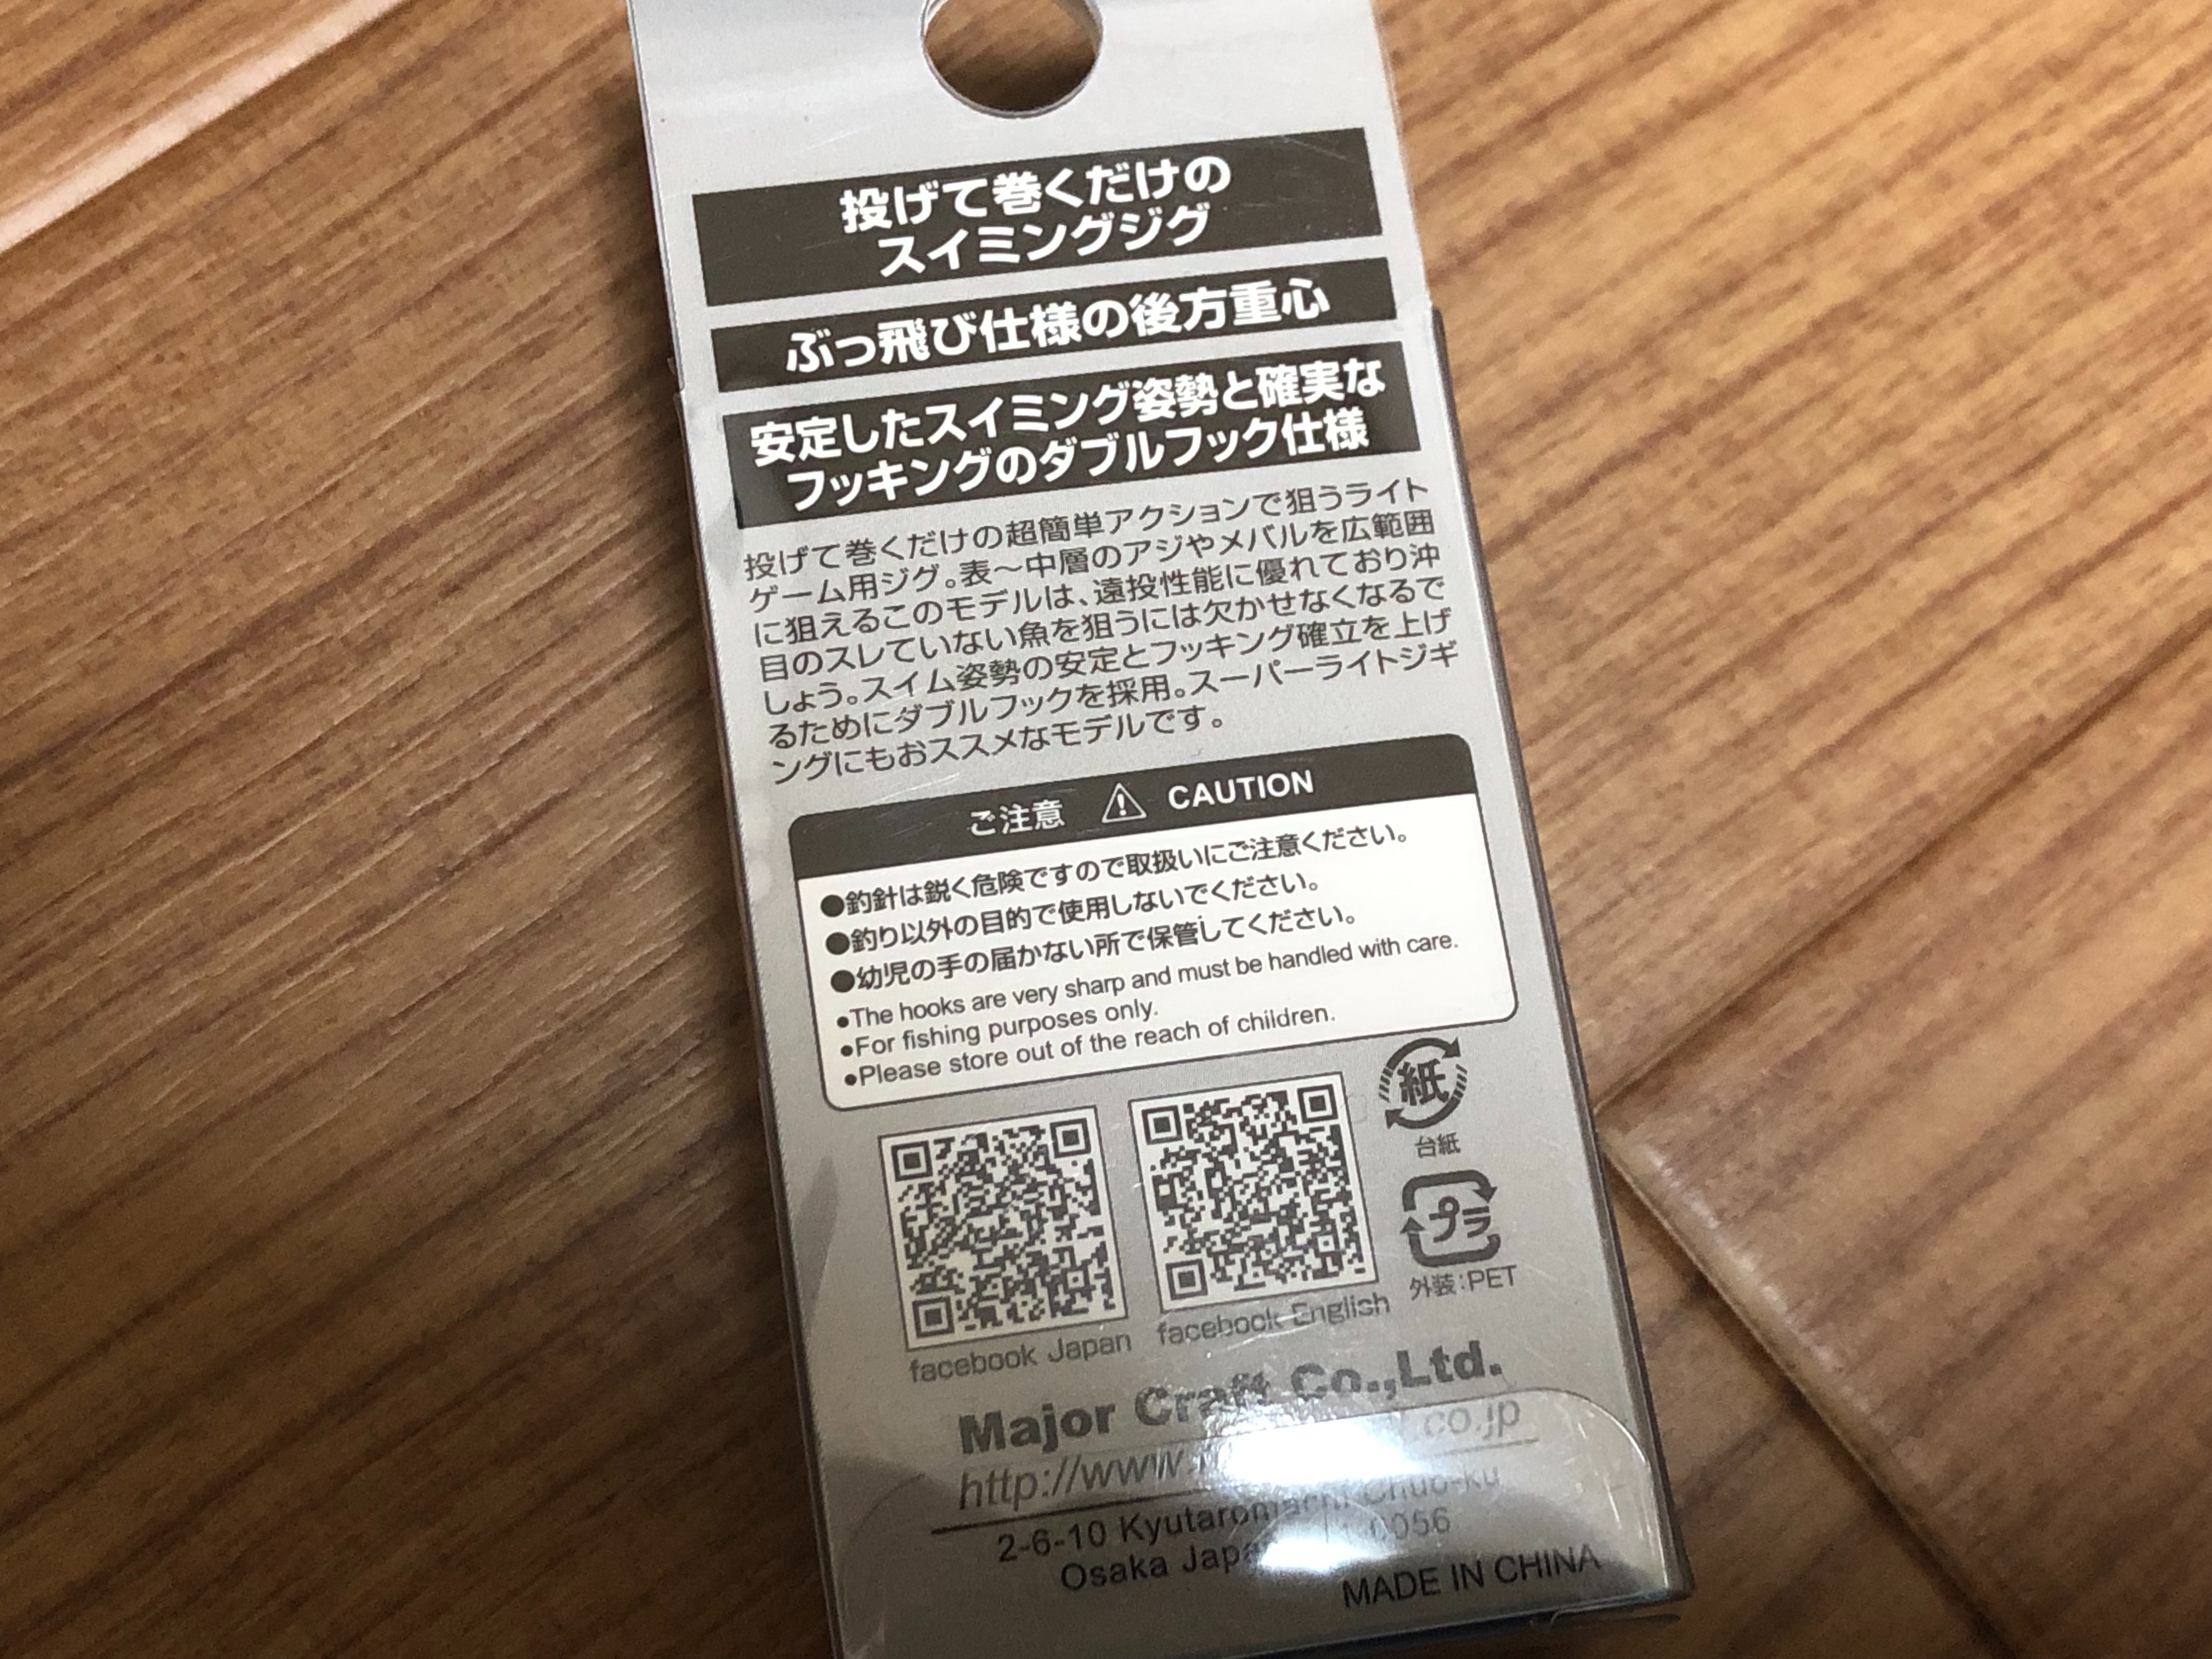 投げて巻くだけの
スイミングジグ
ぶっ飛び仕様の後方重心
安定したスイミング姿勢と確実な
フッキングのダブルフック仕様
投げて巻くだけの超簡単アクションで狙うライト
ゲーム用ジグ。表～中層のアジやメバルを広範囲
に狙えるこのモデルは、遠投性能に優れており沖
目のスレていない魚を狙うには欠かせなくなるで
しょう。スイム姿勢の安定とフッキング確立を上げ
るためにダブルフックを採用。スーパーライトジギ
ングにもおススメなモデルです。
ご注意 ⚠ CAUTION
●釣針は鋭く危険ですので取扱いにご注意ください。
●釣り以外の目的で使用しないでください。
●幼児の手の届かない所で保管してください。
•The hooks are very sharp and must be handled with care.
•For fishing purposes only.
•Please store out of the reach of children.
紙
台紙
プラ
外装:PET
facebook Japan
facebook English
Major Craft Co.,Ltd.
http://www. co.jp
2-6-10 Kyutaromachi Chuo-ku
Osaka Japan 0056
MADE IN CHINA